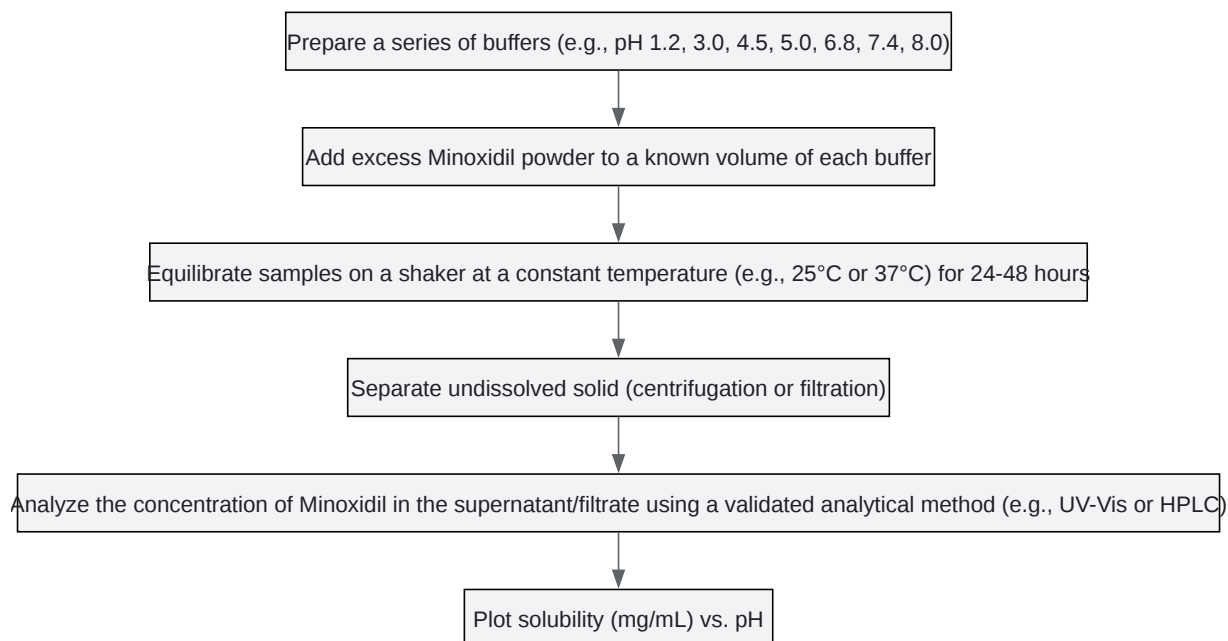 Prepare a series of buffers (e.g., pH 1.2, 3.0, 4.5, 5.0, 6.8, 7.4, 8.0)
Add excess Minoxidil powder to a known volume of each buffer
Equilibrate samples on a shaker at a constant temperature (e.g., 25°C or 37°C) for 24-48 hours
Separate undissolved solid (centrifugation or filtration)
Analyze the concentration of Minoxidil in the supernatant/filtrate using a validated analytical method (e.g., UV-Vis or HPLC)
Plot solubility (mg/mL) vs. pH